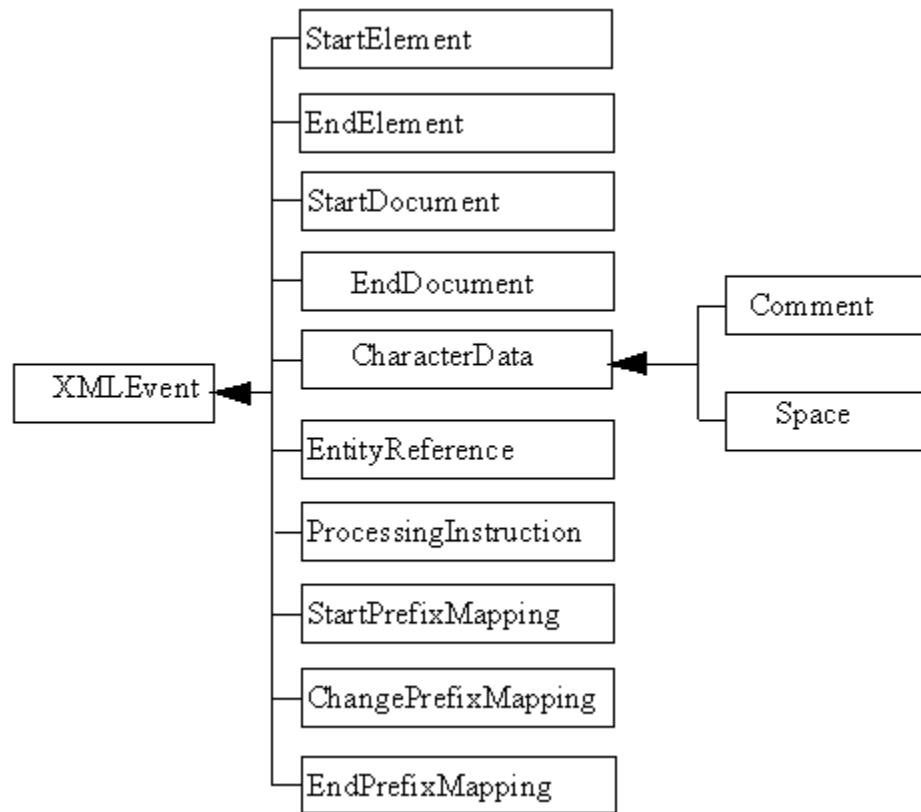 StartElement
EndElement
StartDocument
EndDocument
Comment
CharacterData
XMLEvent
Space
EntityReference
ProcessingInstruction
StartPrefixMapping
ChangePrefixMapping
EndPrefixMapping